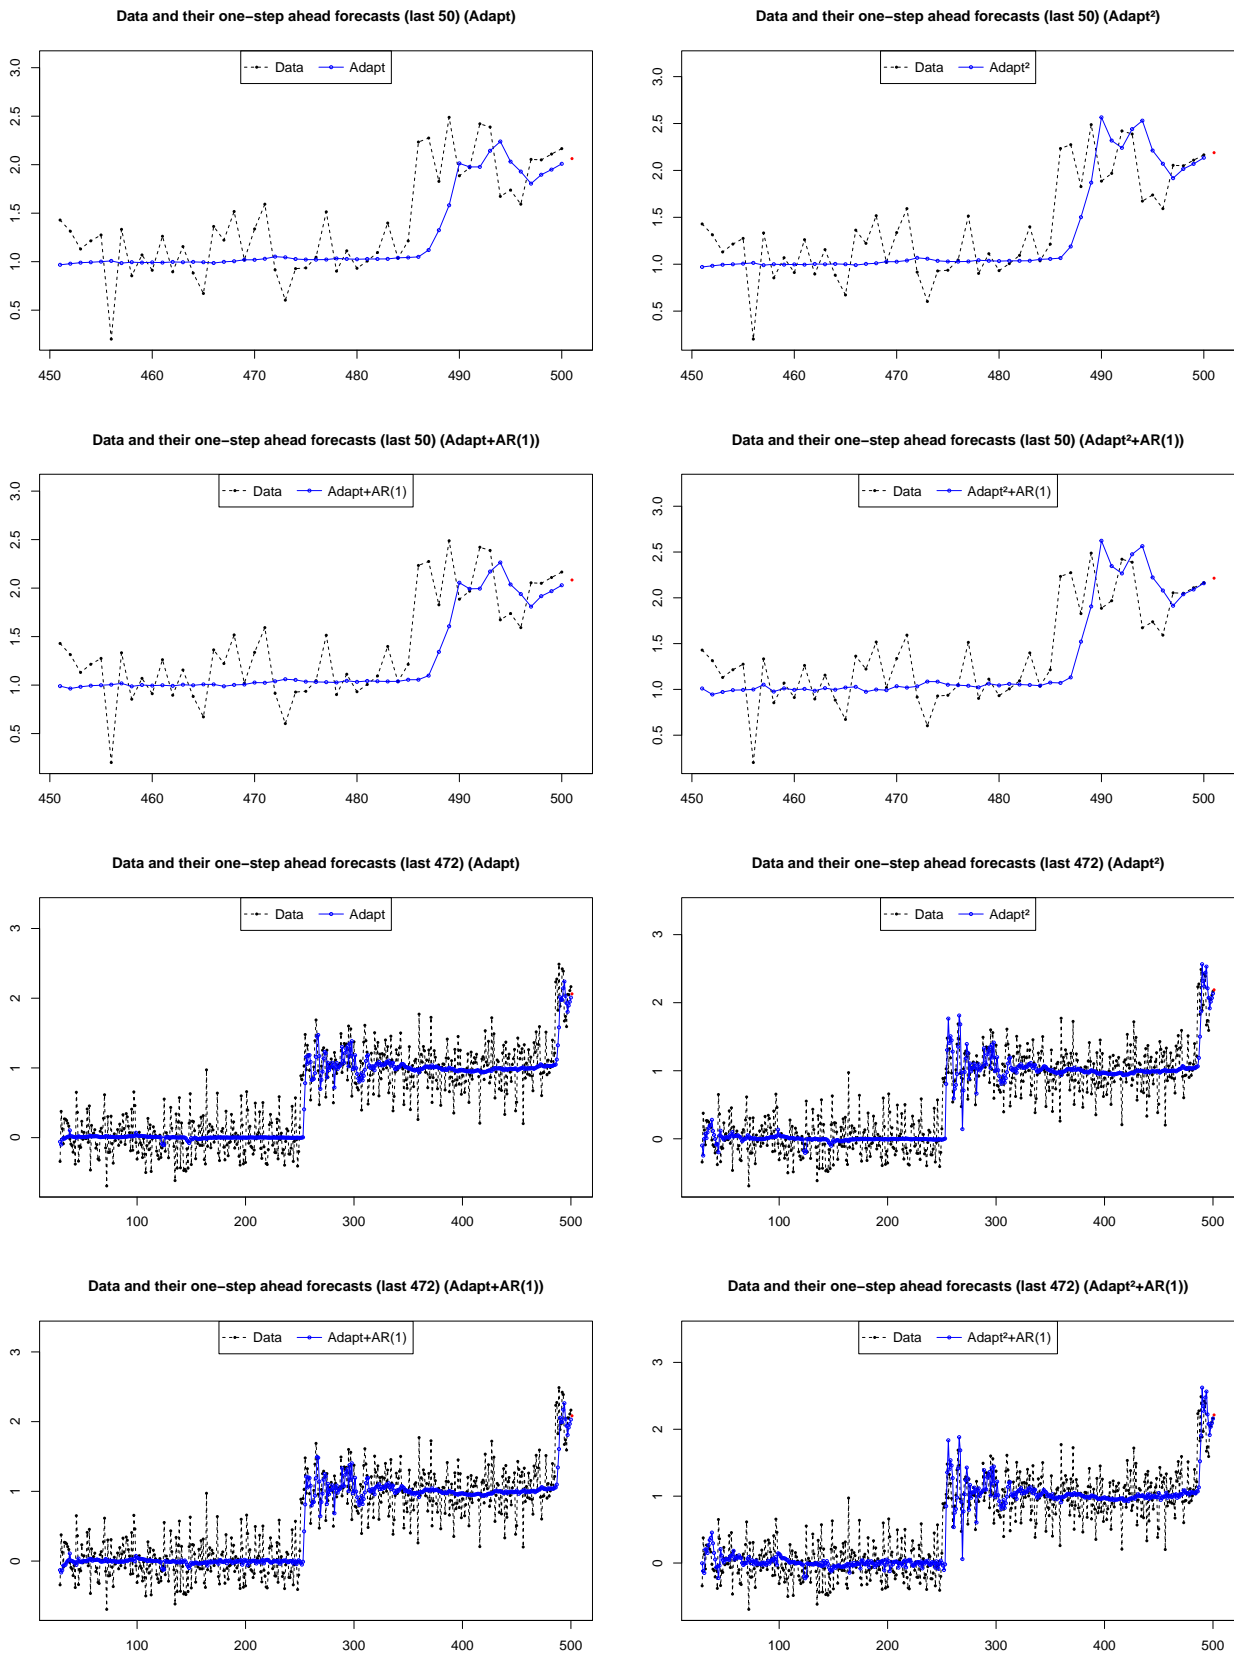 Data and their one−step ahead forecasts (last 50) (Adapt)
Data Adapt
3.0
2.5
2.0
1.5
1.0
0.5
450 460 470 480 490 500
Data and their one−step ahead forecasts (last 50) (Adapt²)
Data Adapt²
3.0
2.5
2.0
1.5
1.0
0.5
450 460 470 480 490 500
Data and their one−step ahead forecasts (last 50) (Adapt+AR(1))
Data Adapt+AR(1)
3.0
2.5
2.0
1.5
1.0
0.5
450 460 470 480 490 500
Data and their one−step ahead forecasts (last 50) (Adapt²+AR(1))
Data Adapt²+AR(1)
3.0
2.5
2.0
1.5
1.0
0.5
450 460 470 480 490 500
Data and their one−step ahead forecasts (last 472) (Adapt)
Data Adapt
3
2
1
0
100 200 300 400 500
Data and their one−step ahead forecasts (last 472) (Adapt²)
Data Adapt²
3
2
1
0
100 200 300 400 500
Data and their one−step ahead forecasts (last 472) (Adapt+AR(1))
Data Adapt+AR(1)
3
2
1
0
100 200 300 400 500
Data and their one−step ahead forecasts (last 472) (Adapt²+AR(1))
Data Adapt²+AR(1)
3
2
1
0
100 200 300 400 500